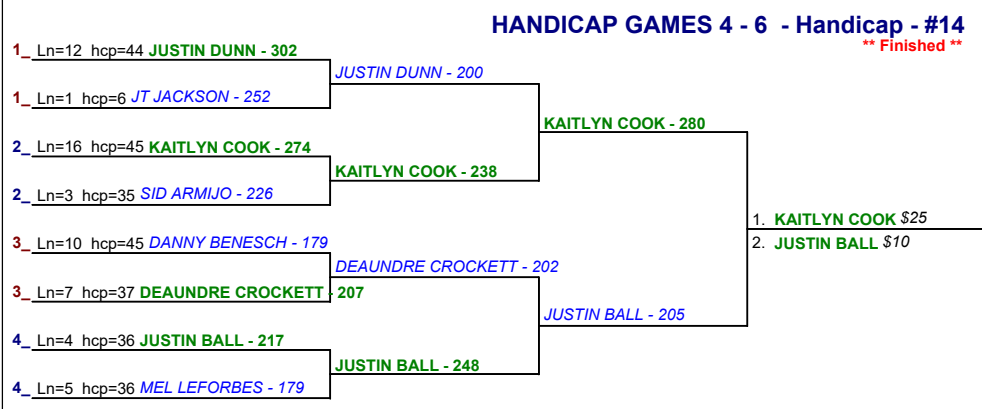 HANDICAP GAMES 4 - 6 - Handicap - #14
** Finished **
1_ Ln=12 hcp=44 JUSTIN DUNN - 302
JUSTIN DUNN - 200
1_ Ln=1 hcp=6 JT JACKSON - 252
KAITLYN COOK - 280
2_ Ln=16 hcp=45 KAITLYN COOK - 274
KAITLYN COOK - 238
2_ Ln=3 hcp=35 SID ARMIJO - 226
1. KAITLYN COOK $25
2. JUSTIN BALL $10
3_ Ln=10 hcp=45 DANNY BENESCH - 179
DEAUNDRE CROCKETT - 202
3_ Ln=7 hcp=37 DEAUNDRE CROCKETT - 207
JUSTIN BALL - 205
4_ Ln=4 hcp=36 JUSTIN BALL - 217
JUSTIN BALL - 248
4_ Ln=5 hcp=36 MEL LEFORBES - 179